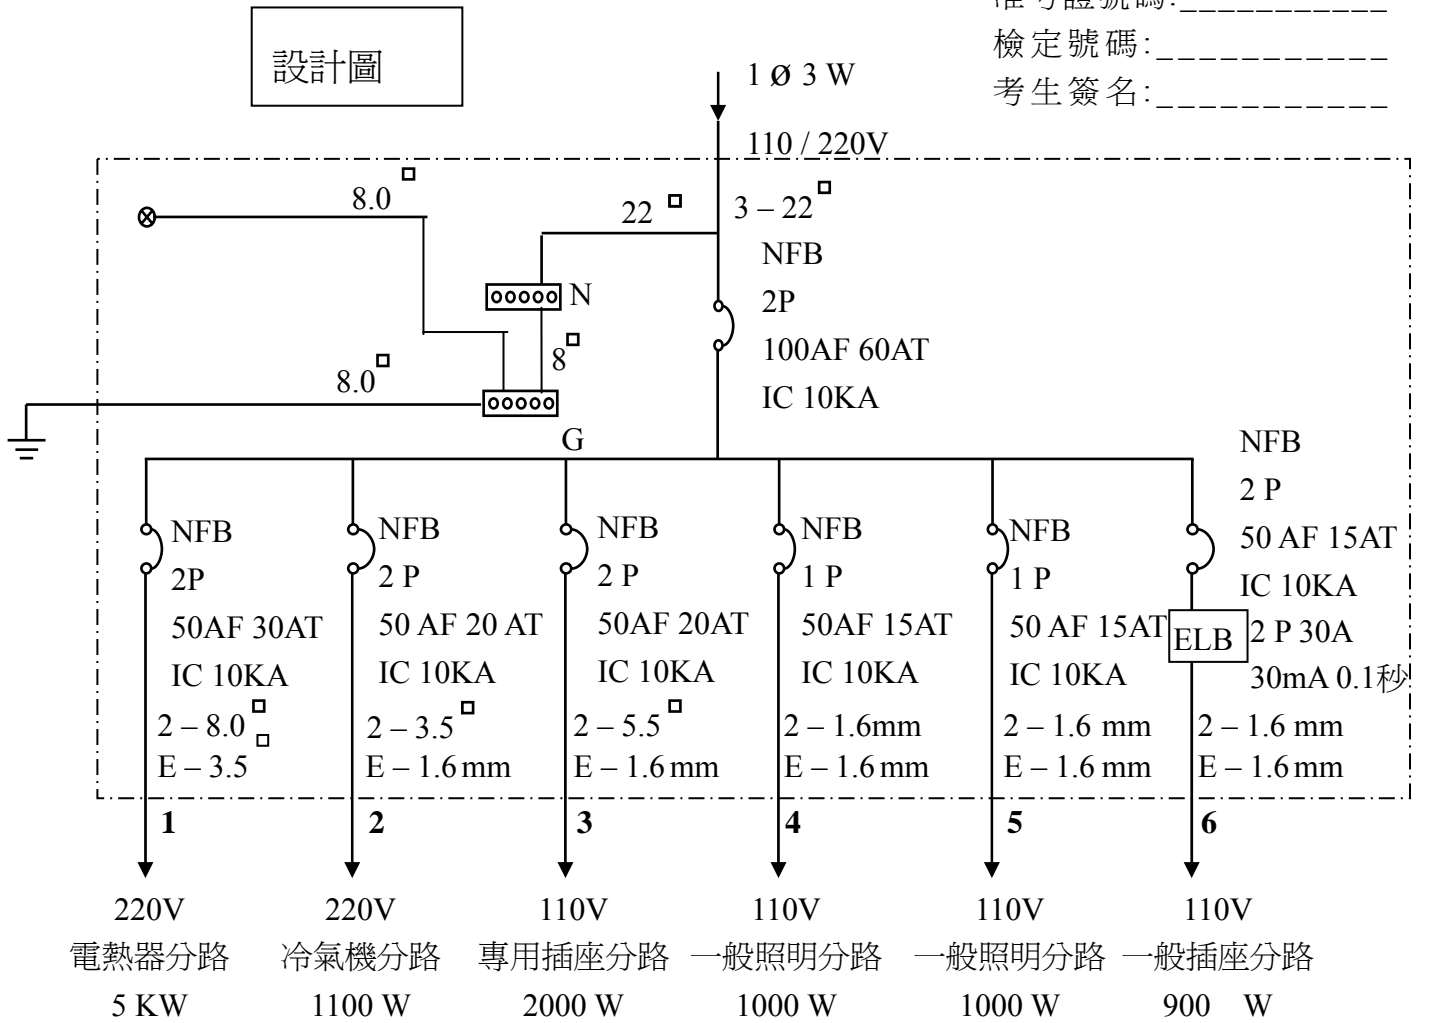 准考證號碼:___________
檢定號碼:___________
考生簽名:___________
設計圖
1 Ø 3 W
110 / 220V
8.0□
22 □
3 – 22□
NFB
2P
100AF 60AT
IC 10KA
N
8□
8.0□
G
NFB
2P
50AF 30AT
IC 10KA
2 – 8.0□
E – 3.5□
NFB
2 P
50 AF 20 AT
IC 10KA
2 – 3.5□
E – 1.6 mm
NFB
2 P
50AF 20AT
IC 10KA
2 – 5.5□
E – 1.6 mm
NFB
1 P
50AF 15AT
IC 10KA
2 – 1.6mm
E – 1.6 mm
NFB
1 P
50 AF 15AT
IC 10KA
2 – 1.6 mm
E – 1.6 mm
NFB
2 P
50 AF 15AT
IC 10KA
ELB
2 P 30A
30mA 0.1秒
2 – 1.6 mm
E – 1.6 mm
1
2
3
4
5
6
220V
電熱器分路
5 KW
220V
冷氣機分路
1100 W
110V
專用插座分路
2000 W
110V
一般照明分路
1000 W
110V
一般照明分路
1000 W
110V
一般插座分路
900 W